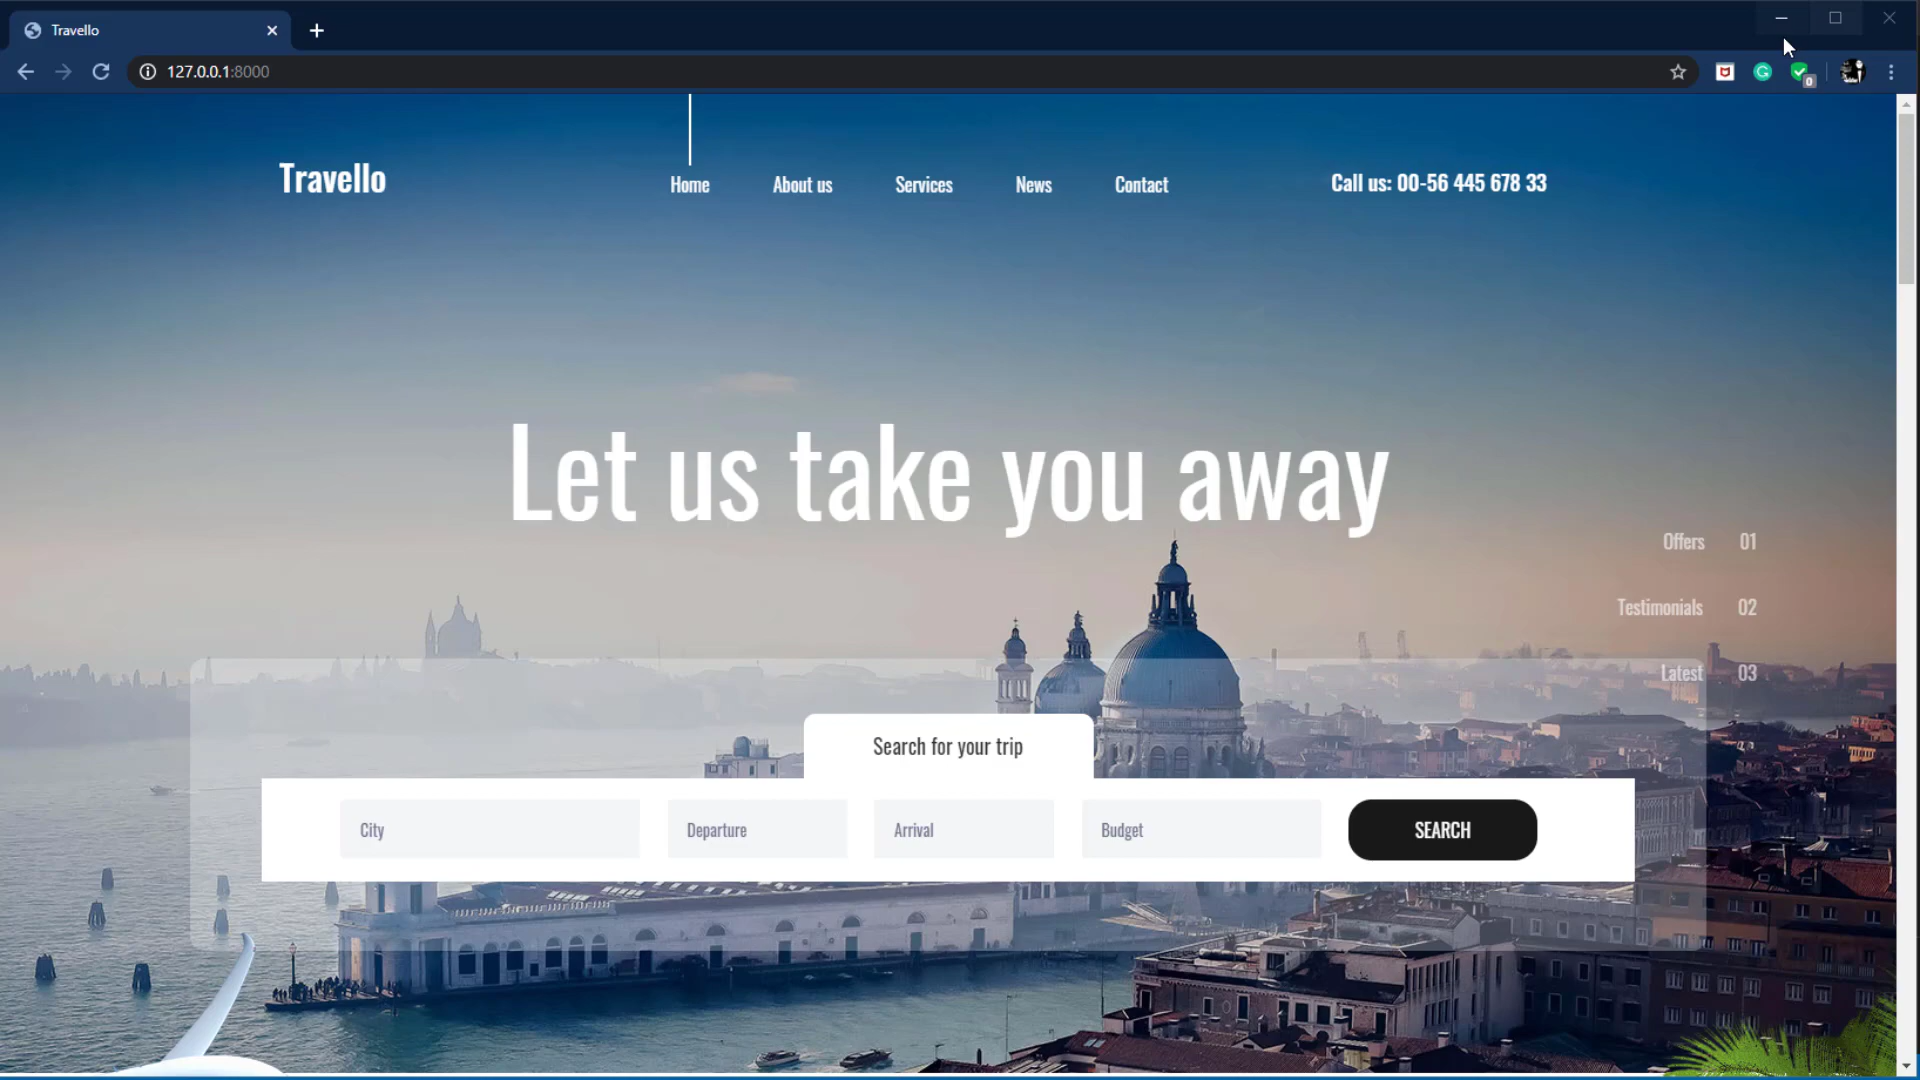 Travello
127.0.0.1:8000
0
Travello
Home About us Services News Contact
Call us: 00-56 445 678 33
Let us take you away
Offers 01
Testimonials 02
Latest 03
Search for your trip
City Departure Arrival Budget SEARCH